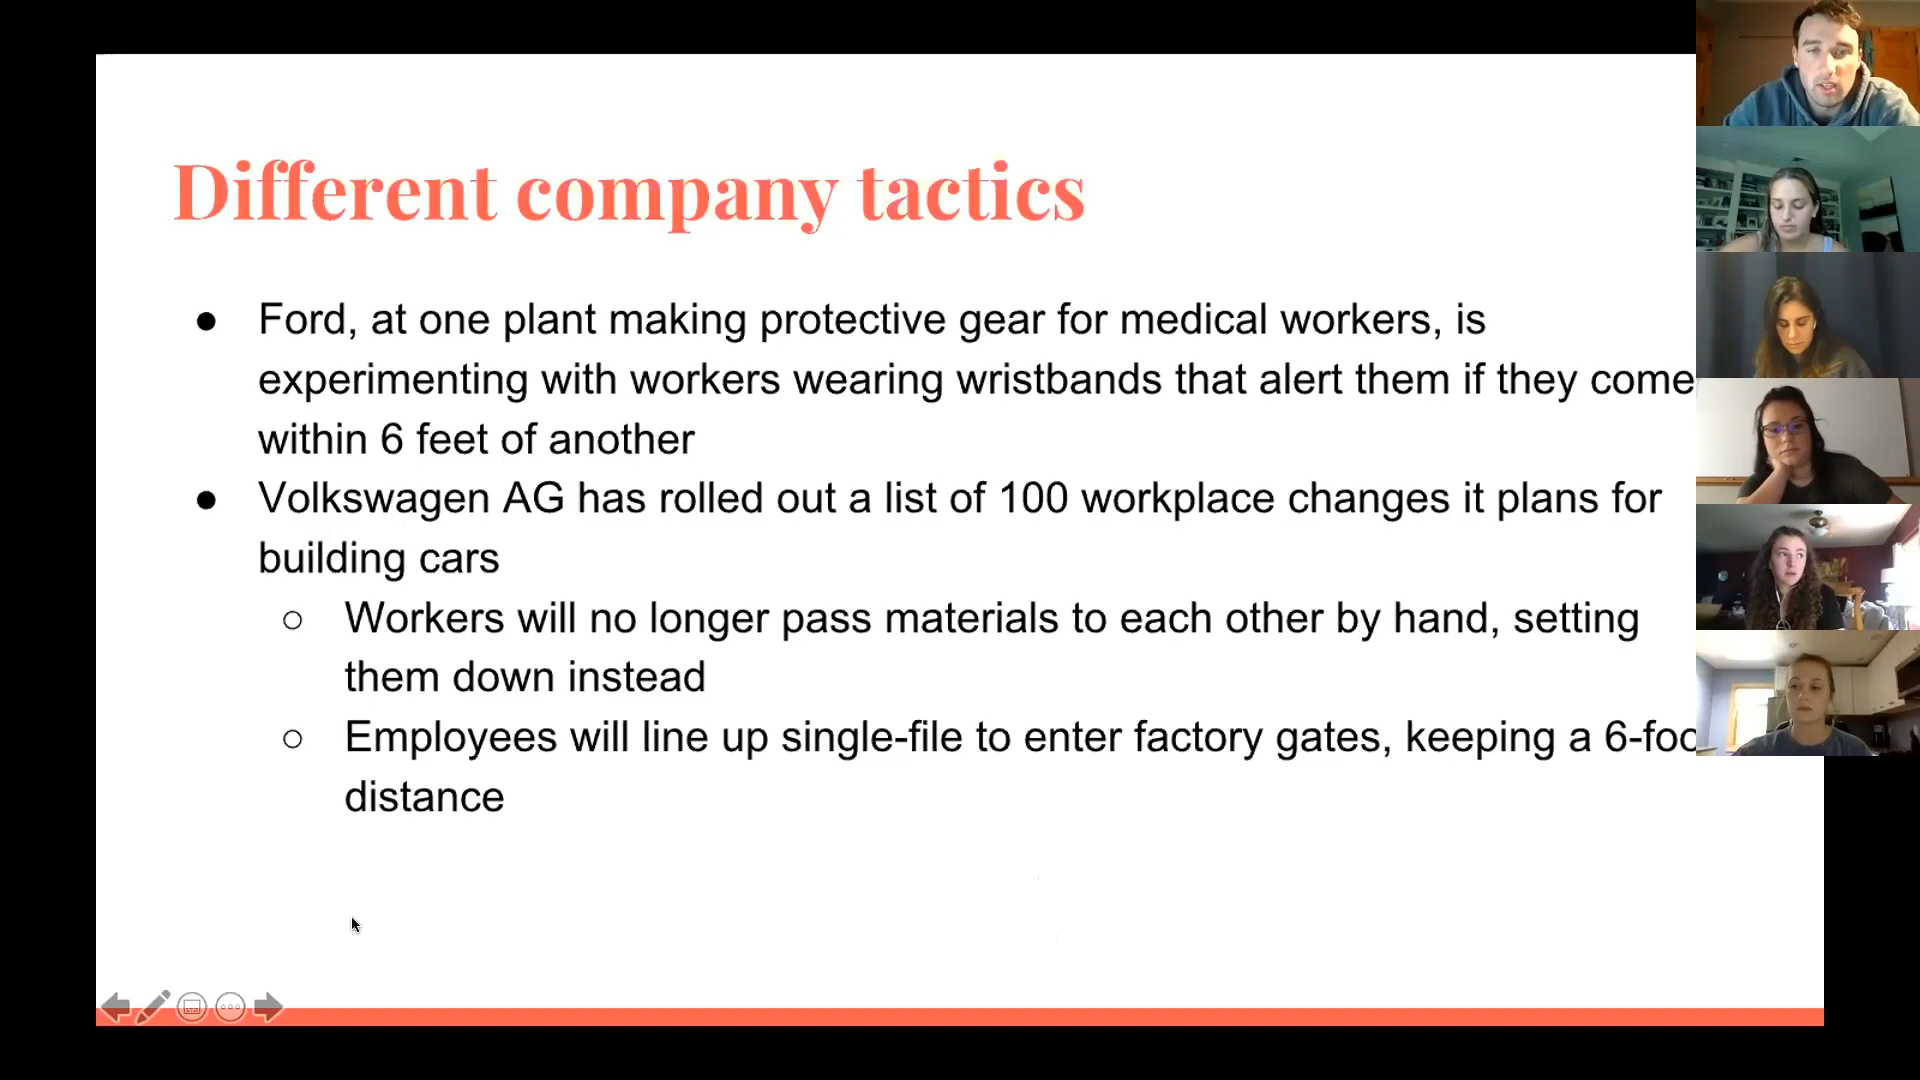 Different company tactics
● Ford, at one plant making protective gear for medical workers, is
experimenting with workers wearing wristbands that alert them if they come
within 6 feet of another
● Volkswagen AG has rolled out a list of 100 workplace changes it plans for
building cars
○ Workers will no longer pass materials to each other by hand, setting
them down instead
○ Employees will line up single-file to enter factory gates, keeping a
distance